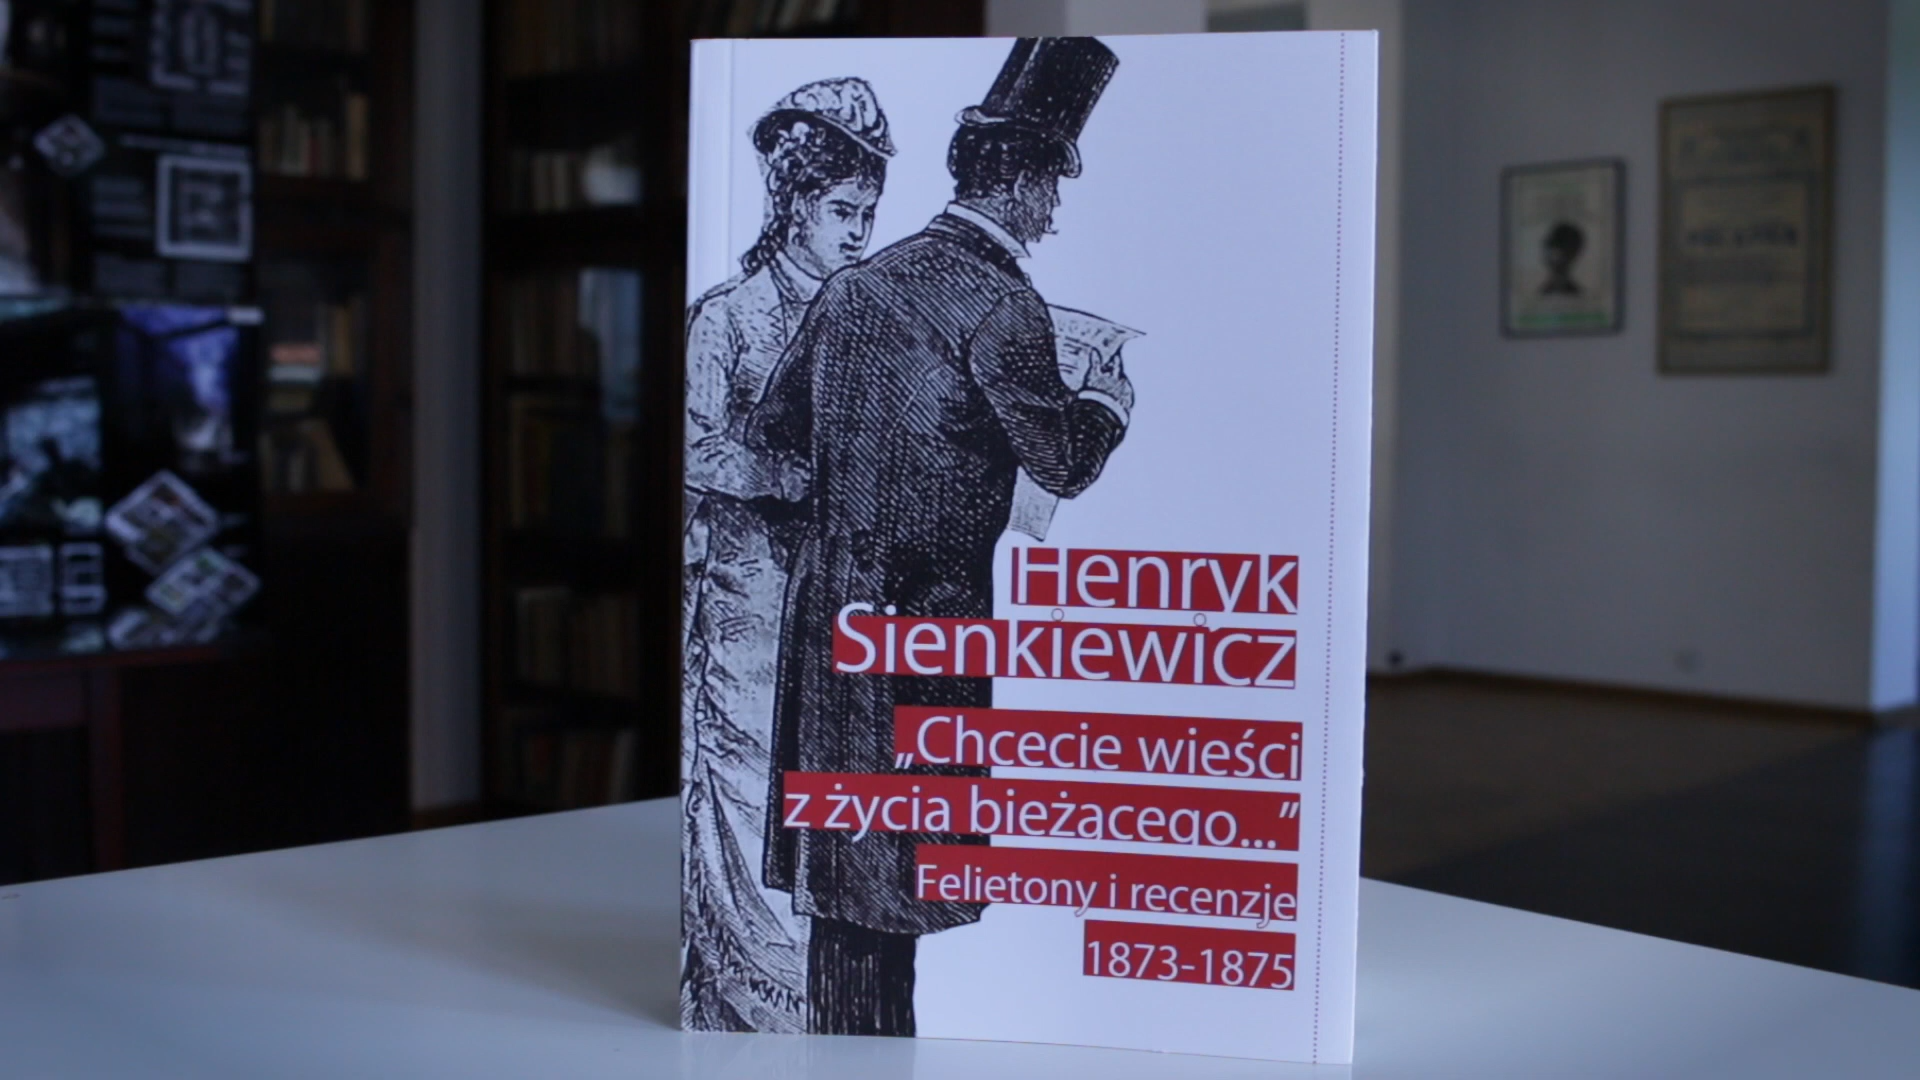 Henryk
Sienkiewicz
„Chcecie wieści
z życia bieżącego...”
Felietony i recenzje
1873-1875